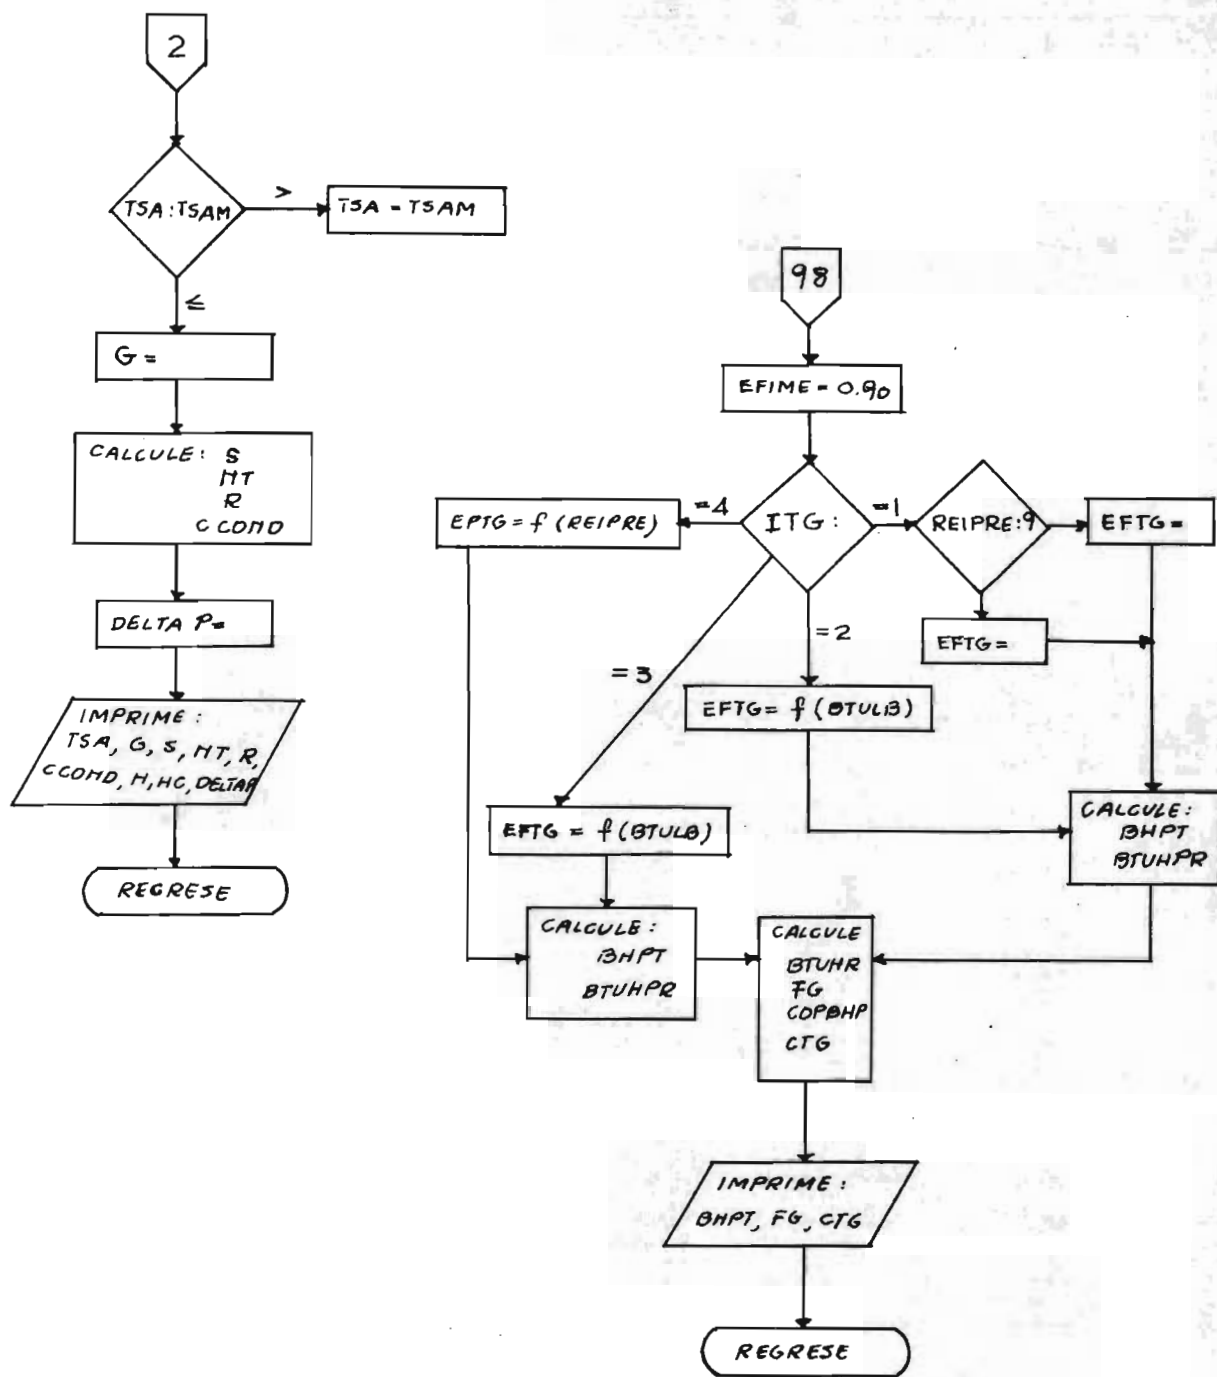 2
TSA:TSAM
>
TSA = TSAM
≤
G =
CALCULE: S
HT
R
CCOND
DELTA P=
IMPRIME:
TSA, G, S, HT, R,
CCOND, H, HC, DELTAP
REGRESE
98
EFIME = 0.90
ITG:
=4
EFTG = f (REIPRE)
=1
REIPRE:9
EFTG =
EFTG =
=2
EFTG = f (BTULB)
= 3
EFTG = f (BTULB)
CALCULE:
BHPT
BTUHPR
CALCULE:
BHPT
BTUHPR
CALCULE
BTUHR
FG
COPBHP
CTG
IMPRIME:
BHPT, FG, CTG
REGRESE